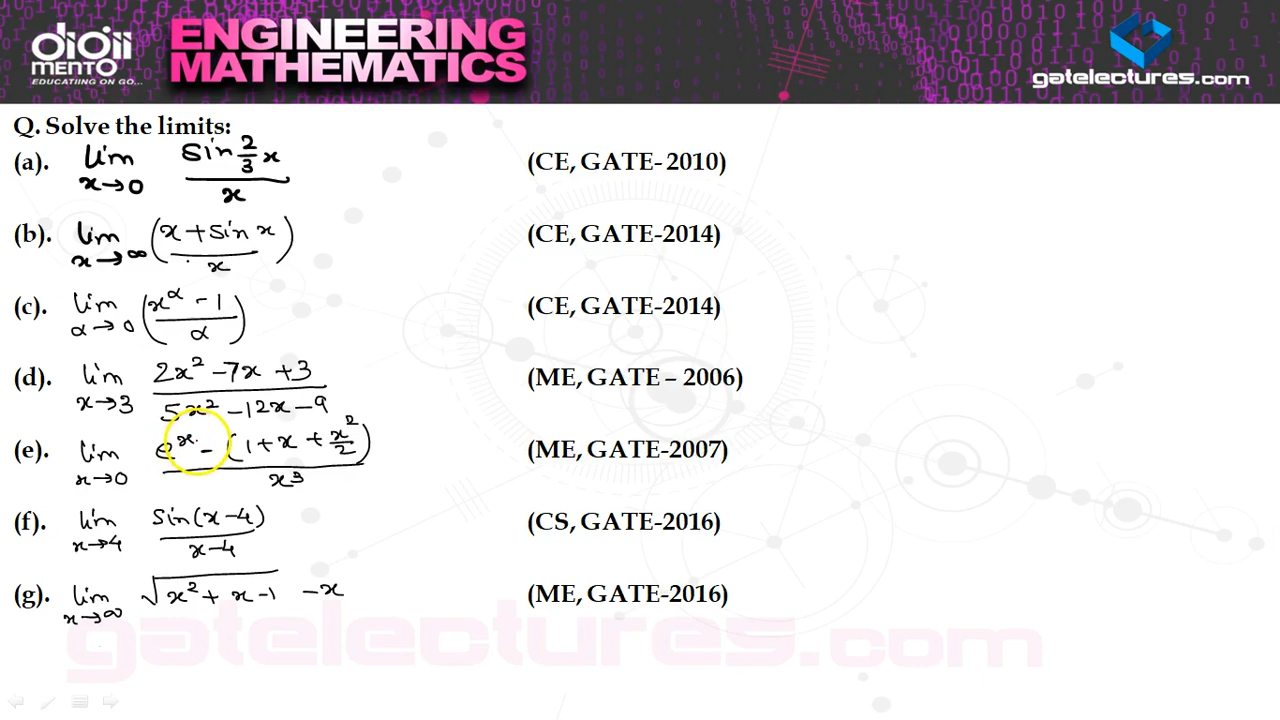 digii
MENTO
EDUCATIING ON GO...
ENGINEERING
MATHEMATICS
gatelectures.com
Q. Solve the limits:
(a). lim x→0 sin 2/3 x / x (CE, GATE- 2010)
(b). lim x→∞ (x + sin x / x) (CE, GATE-2014)
(c). lim α→0 (x^α - 1 / α) (CE, GATE-2014)
(d). lim x→3 2x² - 7x + 3 / 5x² - 12x - 9 (ME, GATE – 2006)
(e). lim x→0 e^x - (1 + x + x²/2) / x³ (ME, GATE-2007)
(f). lim x→4 sin(x-4) / x-4 (CS, GATE-2016)
(g). lim x→∞ √(x² + x - 1) - x (ME, GATE-2016)
gatelectures.com